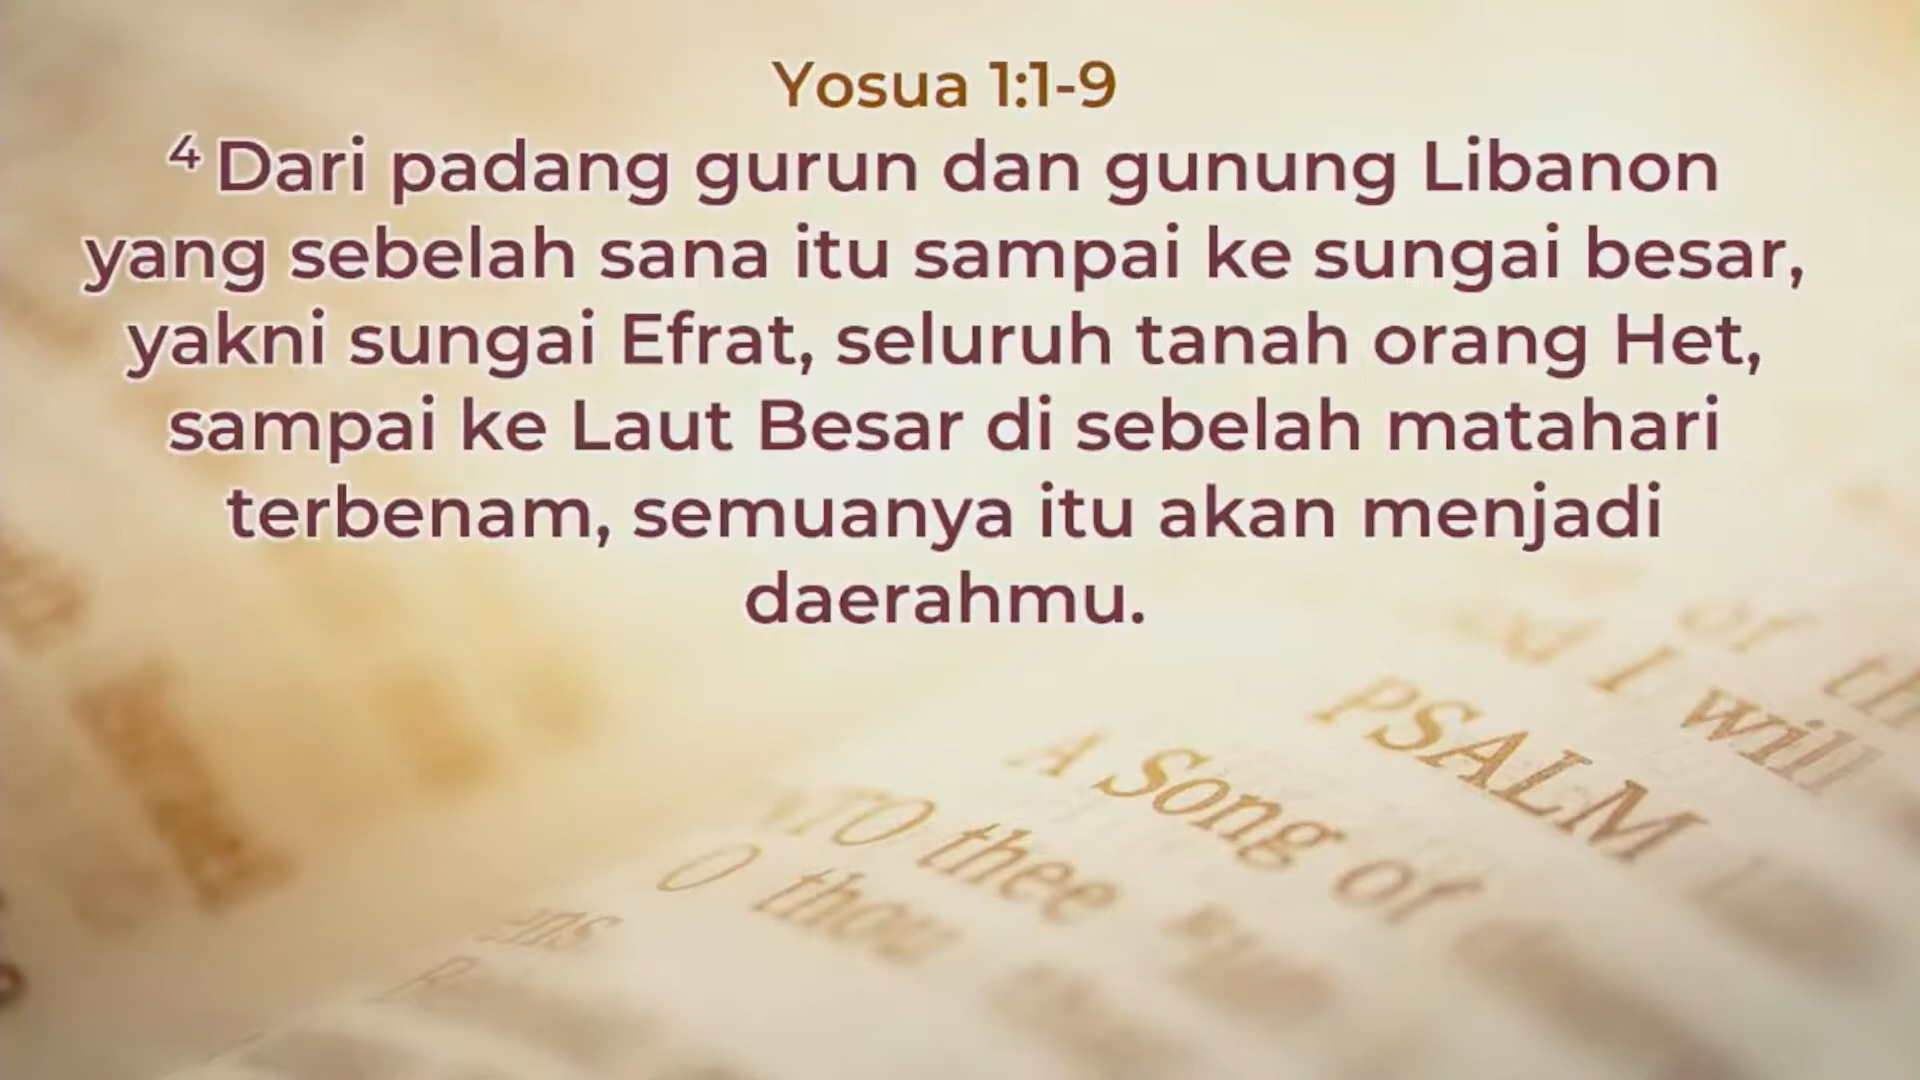 Yosua 1:1-9
4 Dari padang gurun dan gunung Libanon
yang sebelah sana itu sampai ke sungai besar,
yakni sungai Efrat, seluruh tanah orang Het,
sampai ke Laut Besar di sebelah matahari
terbenam, semuanya itu akan menjadi
daerahmu.
of th
I will
PSALM
A Song of
thee
O thou